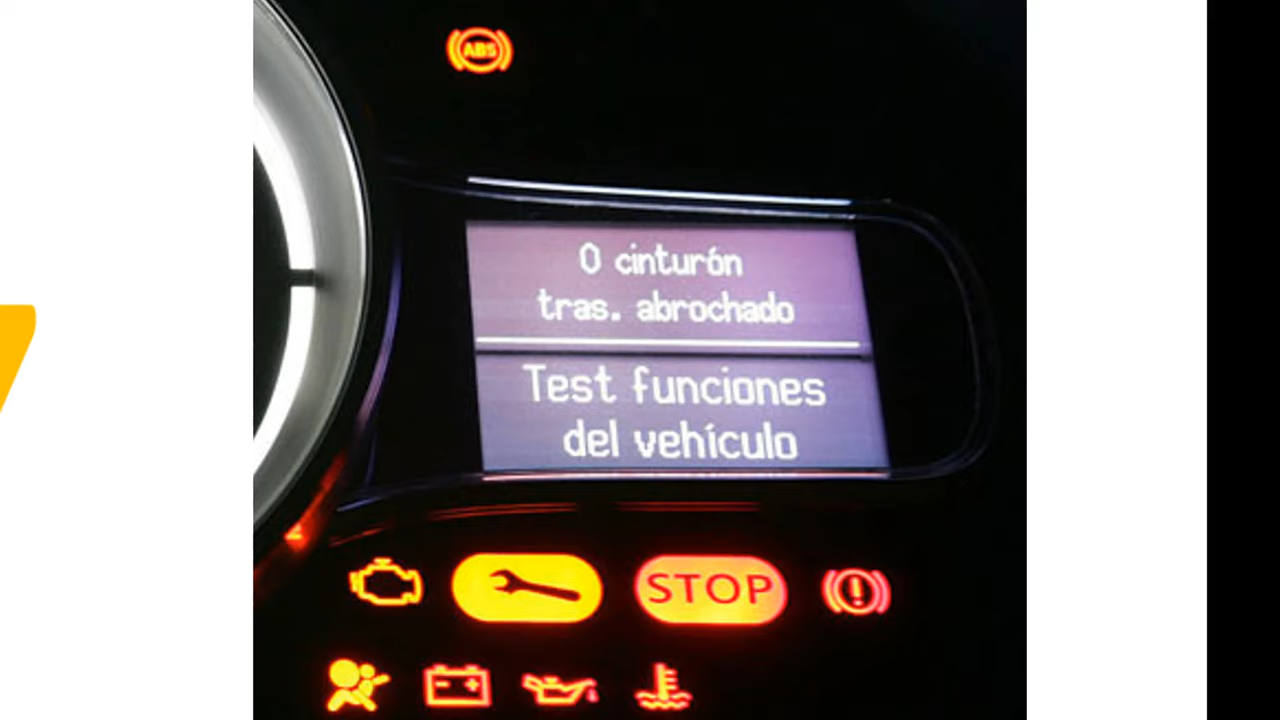 ABS
0 cinturón
tras. abrochado
Test funciones
del vehículo
STOP